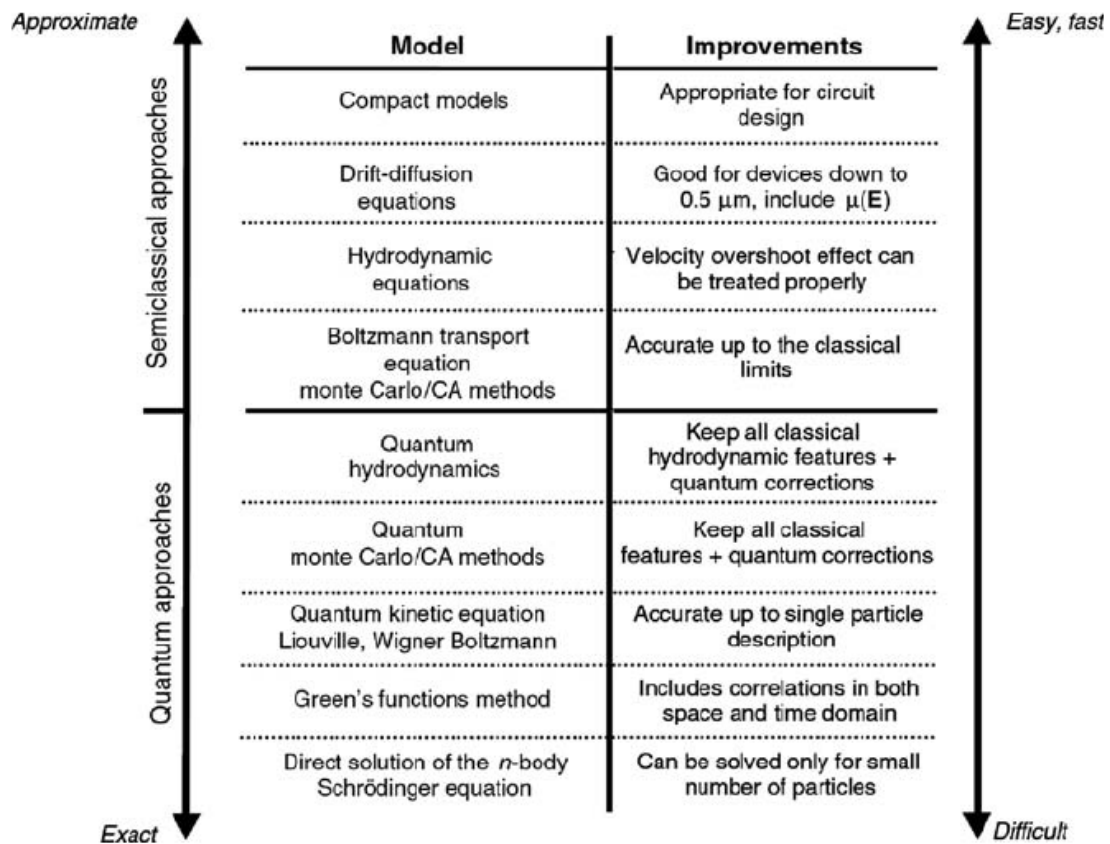 Approximate
Easy, fast
Model
Improvements
Semiclassical approaches
Compact models
Appropriate for circuit
design
Drift-diffusion
equations
Good for devices down to
0.5 μm, include μ(E)
Hydrodynamic
equations
Velocity overshoot effect can
be treated properly
Boltzmann transport
equation
monte Carlo/CA methods
Accurate up to the classical
limits
Quantum approaches
Quantum
hydrodynamics
Keep all classical
hydrodynamic features +
quantum corrections
Quantum
monte Carlo/CA methods
Keep all classical
features + quantum corrections
Quantum kinetic equation
Liouville, Wigner Boltzmann
Accurate up to single particle
description
Green's functions method
Includes correlations in both
space and time domain
Direct solution of the n-body
Schrödinger equation
Can be solved only for small
number of particles
Exact
Difficult